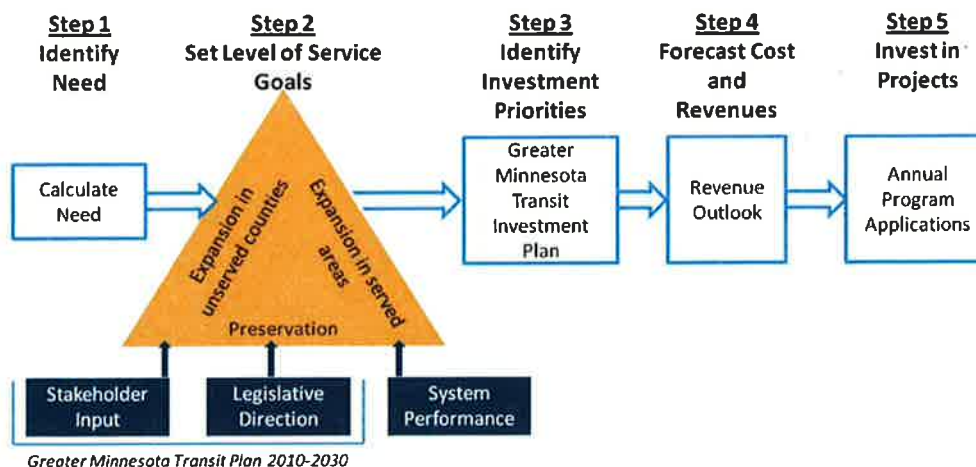 Step 1
Identify
Need
Step 2
Set Level of Service
Goals
Step 3
Identify
Investment
Priorities
Step 4
Forecast Cost
and
Revenues
Step 5
Invest in
Projects
Calculate
Need
Expansion in
unserved counties
Expansion in served
areas
Preservation
Greater
Minnesota
Transit
Investment
Plan
Revenue
Outlook
Annual
Program
Applications
Stakeholder
Input
Legislative
Direction
System
Performance
Greater Minnesota Transit Plan 2010-2030